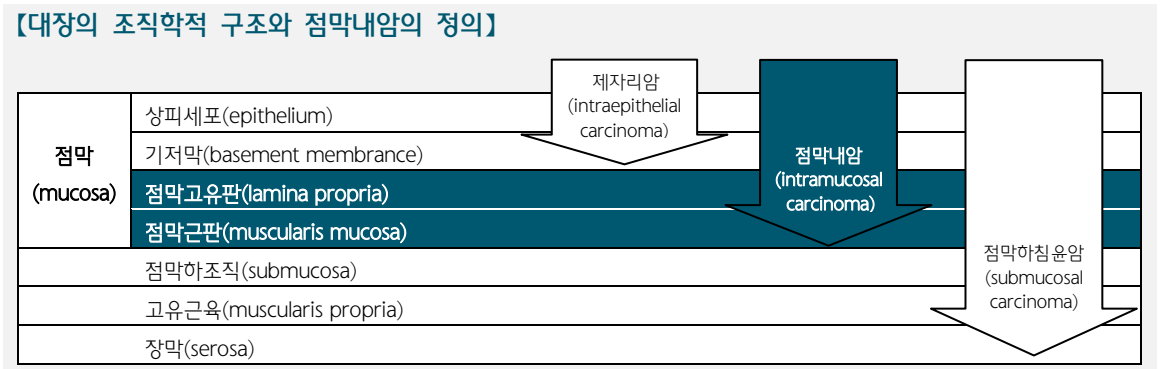 【대장의 조직학적 구조와 점막내암의 정의】
제자리암
(intraepithelial
carcinoma)
점막
(mucosa)
상피세포(epithelium)
기저막(basement membrance)
점막고유판(lamina propria)
점막근판(muscularis mucosa)
점막내암
(intramucosal
carcinoma)
점막하조직(submucosa)
고유근육(muscularis propria)
장막(serosa)
점막하침윤암
(submucosal
carcinoma)